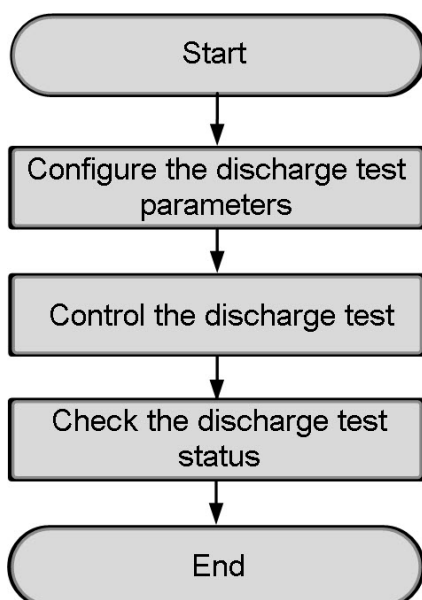 Start
Configure the discharge test
parameters
Control the discharge test
Check the discharge test
status
End